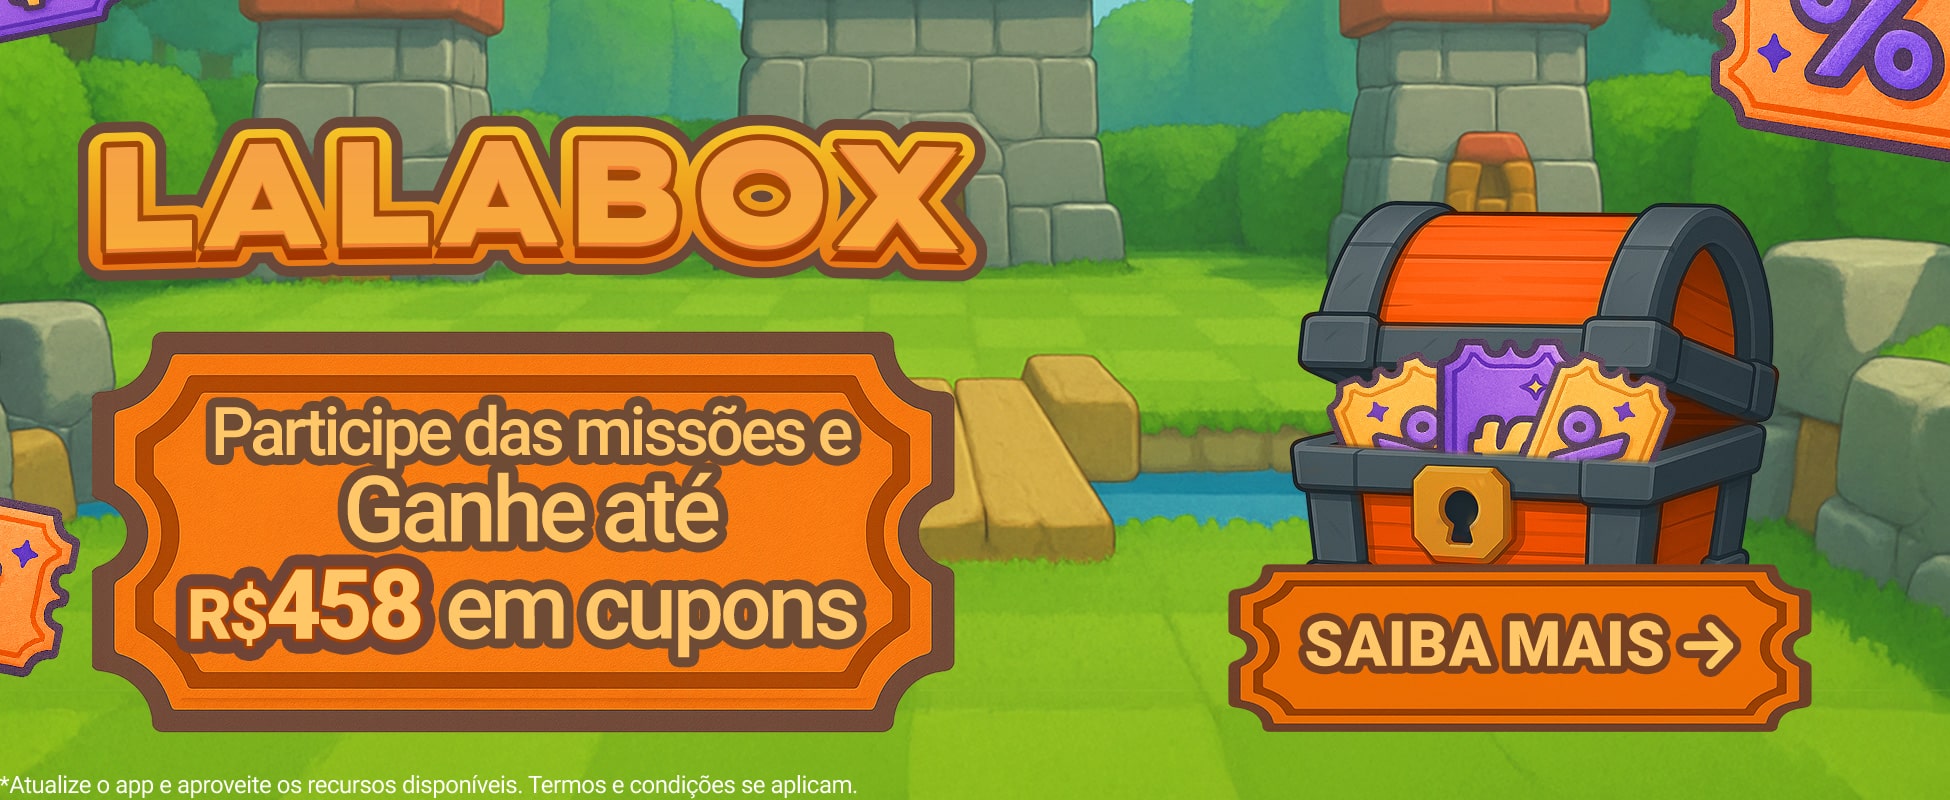 LALABOX
Participe das missões e
Ganhe até
R$458 em cupons
SAIBA MAIS →
*Atualize o app e aproveite os recursos disponíveis. Termos e condições se aplicam.
%